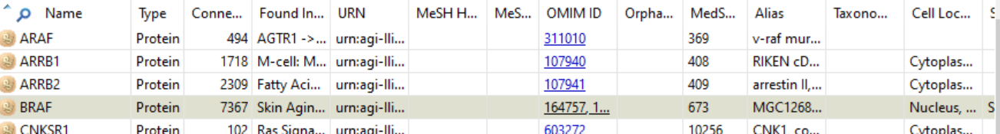 Name Type Conne... Found In... URN MeSH H... MeS... OMIM ID Orpha... MedS... Alias Taxono... Cell Loc... S
ARAF Protein 494 AGTR1 ->... urn:agi-lli... 311010 369 v-raf mur...
ARRB1 Protein 1718 M-cell: M... urn:agi-lli... 107940 408 RIKEN cD... Cytoplas...
ARRB2 Protein 2309 Fatty Aci... urn:agi-lli... 107941 409 arrestin II,... Cytoplas...
BRAF Protein 7367 Skin Agin... urn:agi-lli... 164757, 1... 673 MGC1268... Nucleus, ... S
CNKSR1 Protein 102 Ras Signa... urn:agi-lli... 603272 10256 CNK1, co... Cytoplas...